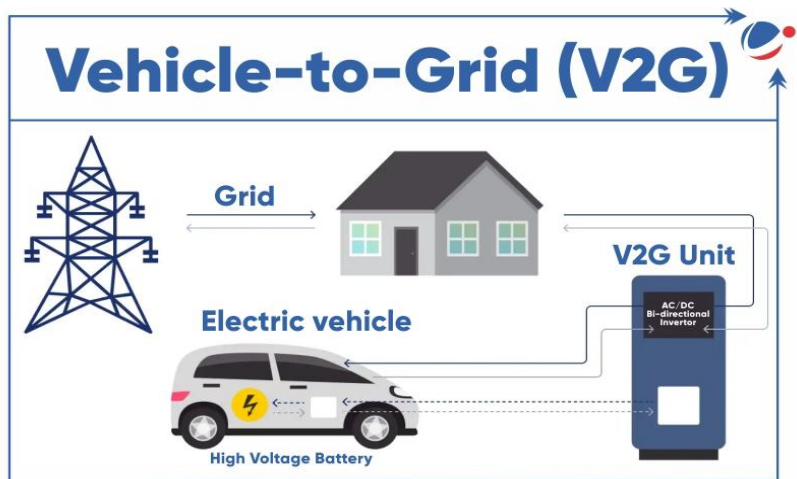 Vehicle-to-Grid (V2G)
Grid
V2G Unit
AC/DC
Bi-directional
Invertor
Electric vehicle
High Voltage Battery